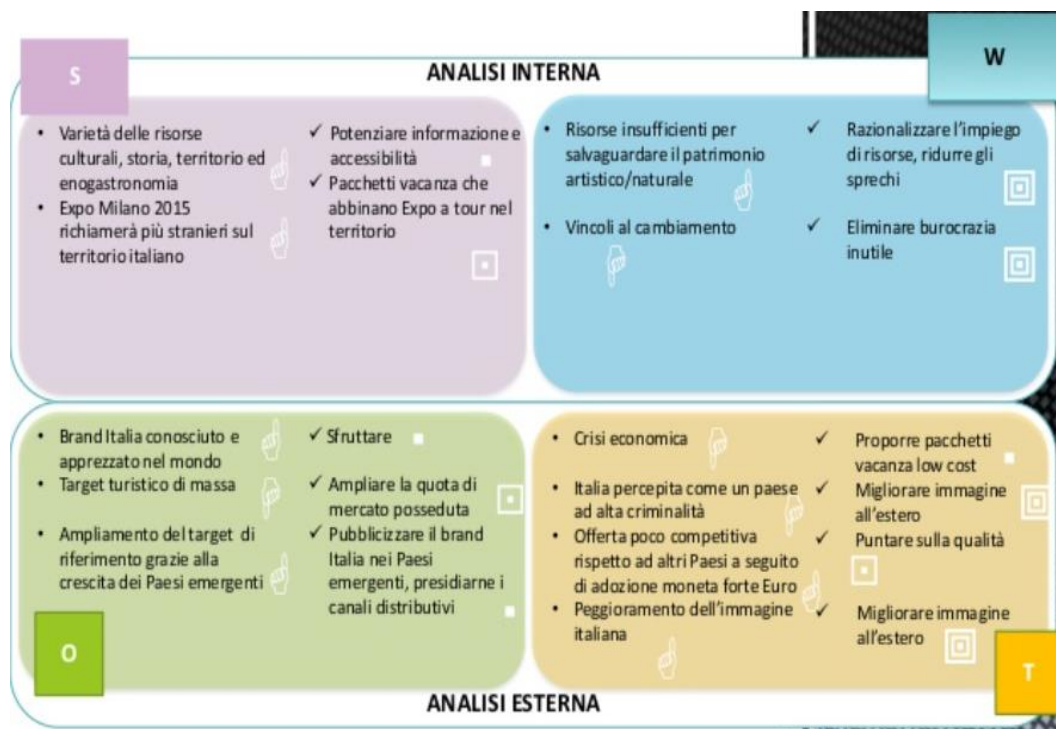 S
ANALISI INTERNA
W
• Varietà delle risorse
culturali, storia, territorio ed
enogastronomia
• Expo Milano 2015
richiamerà più stranieri sul
territorio italiano
✓ Potenziare informazione e
accessibilità
✓ Pacchetti vacanza che
abbinano Expo a tour nel
territorio
• Risorse insufficienti per
salvaguardare il patrimonio
artistico/naturale
• Vincoli al cambiamento
✓ Razionalizzare l'impiego
di risorse, ridurre gli
sprechi
✓ Eliminare burocrazia
inutile
• Brand Italia conosciuto e
apprezzato nel mondo
• Target turistico di massa
• Ampliamento del target di
riferimento grazie alla
crescita dei Paesi emergenti
✓ Sfruttare
✓ Ampliare la quota di
mercato posseduta
✓ Pubblicizzare il brand
Italia nei Paesi
emergenti, presidiarne i
canali distributivi
• Crisi economica
• Italia percepita come un paese
ad alta criminalità
• Offerta poco competitiva
rispetto ad altri Paesi a seguito
di adozione moneta forte Euro
• Peggioramento dell'immagine
italiana
✓ Proporre pacchetti
vacanza low cost
✓ Migliorare immagine
all'estero
✓ Puntare sulla qualità
✓ Migliorare immagine
all'estero
O
T
ANALISI ESTERNA